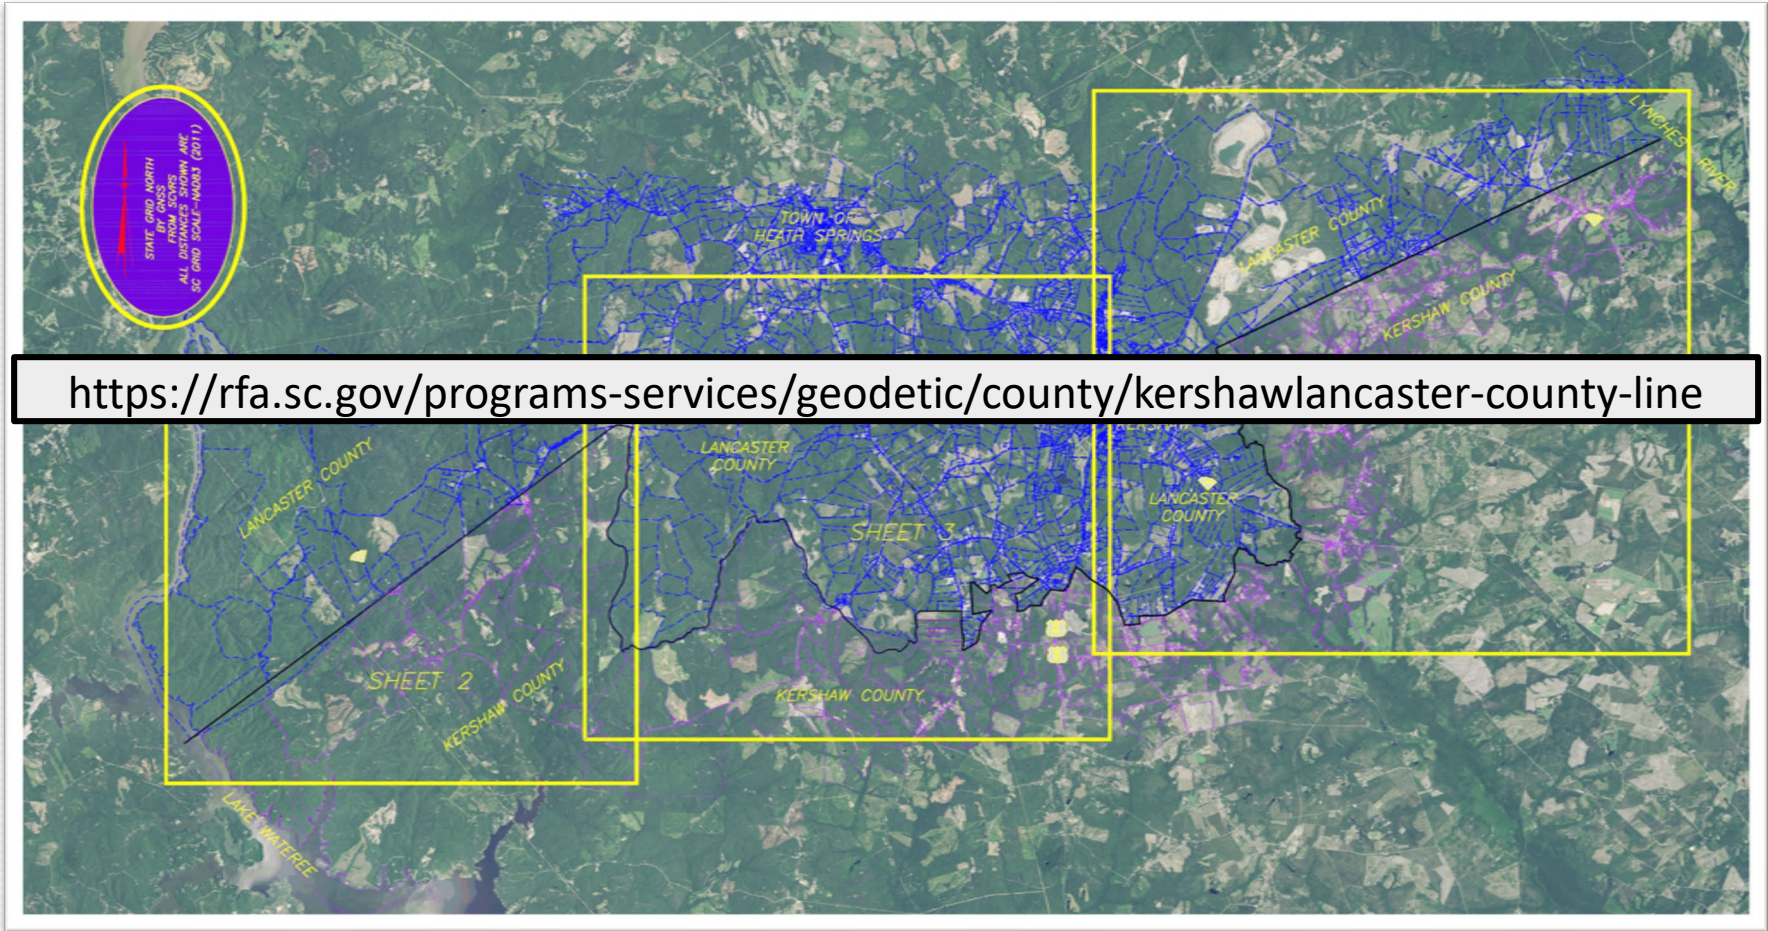 STATE GRID NORTH
BY GNSS
FROM SCVRS
ALL DISTANCES SHOWN ARE
SC GRID SCALE-NAD83 (2011)
LYNCHES RIVER
TOWN OF
HEATH SPRINGS
LANCASTER COUNTY
KERSHAW COUNTY
https://rfa.sc.gov/programs-services/geodetic/county/kershawlancaster-county-line
KERSHAW
LANCASTER COUNTY
LANCASTER
COUNTY
LANCASTER
COUNTY
SHEET 3
SHEET 2
KERSHAW COUNTY
KERSHAW COUNTY
LAKE WATEREE